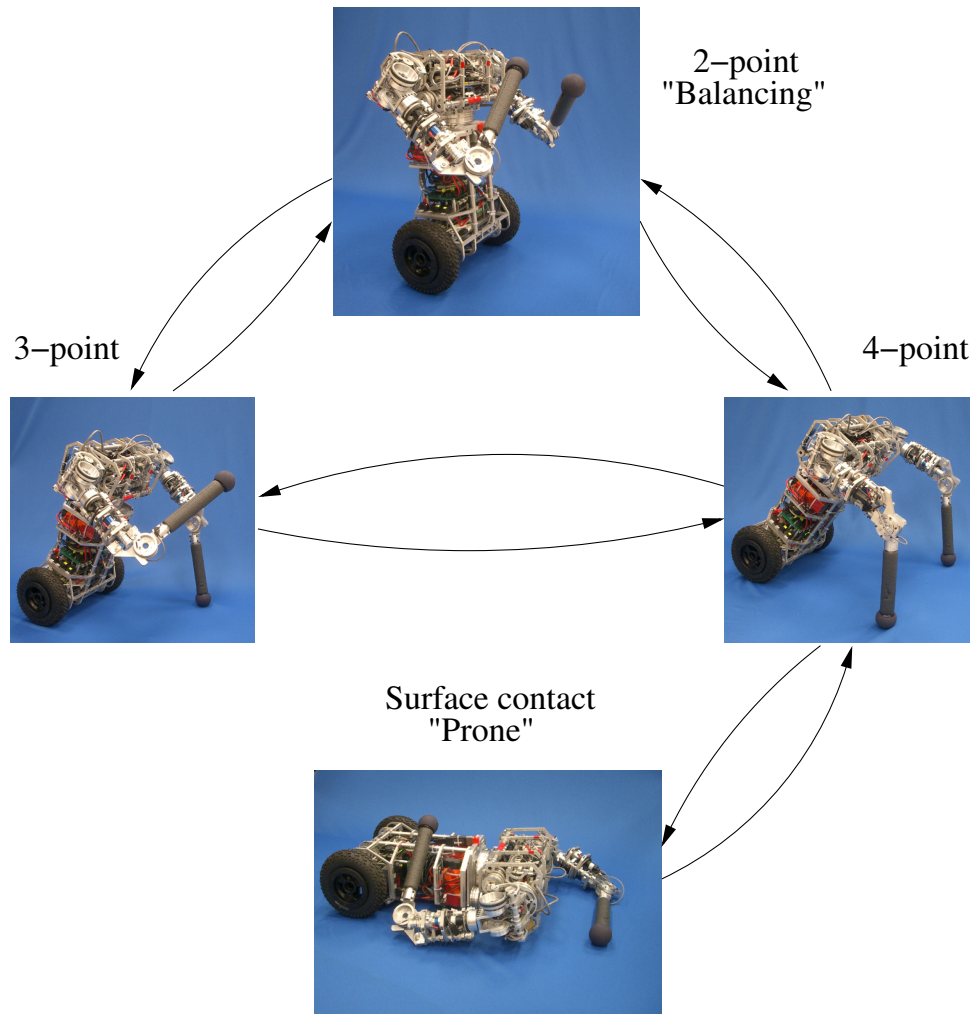 2−point
"Balancing"
3−point
4−point
Surface contact
"Prone"